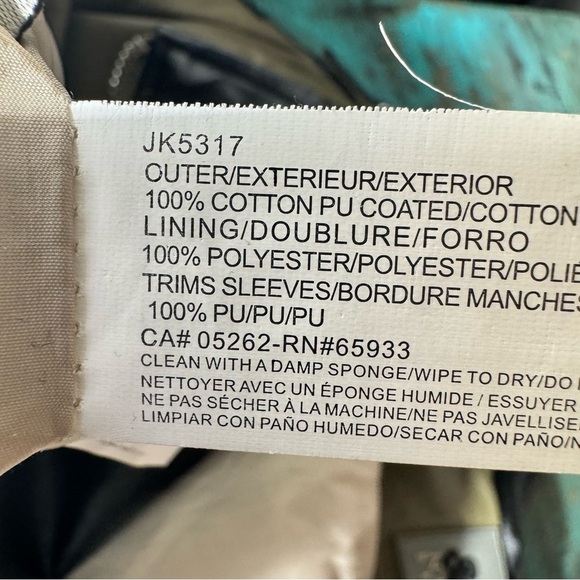 JK5317
OUTER/EXTERIEUR/EXTERIOR
100% COTTON PU COATED/COTTON
LINING/DOUBLURE/FORRO
100% POLYESTER/POLYESTER/POLIÉ
TRIMS SLEEVES/BORDURE MANCHES
100% PU/PU/PU
CA# 05262-RN#65933
CLEAN WITH A DAMP SPONGE/WIPE TO DRY/DO
NETTOYER AVEC UN ÉPONGE HUMIDE / ESSUYER
NE PAS SÉCHER À LA MACHINE/NE PAS JAVELLISE
LIMPIAR CON PAÑO HUMEDO/SECAR CON PAÑO/N